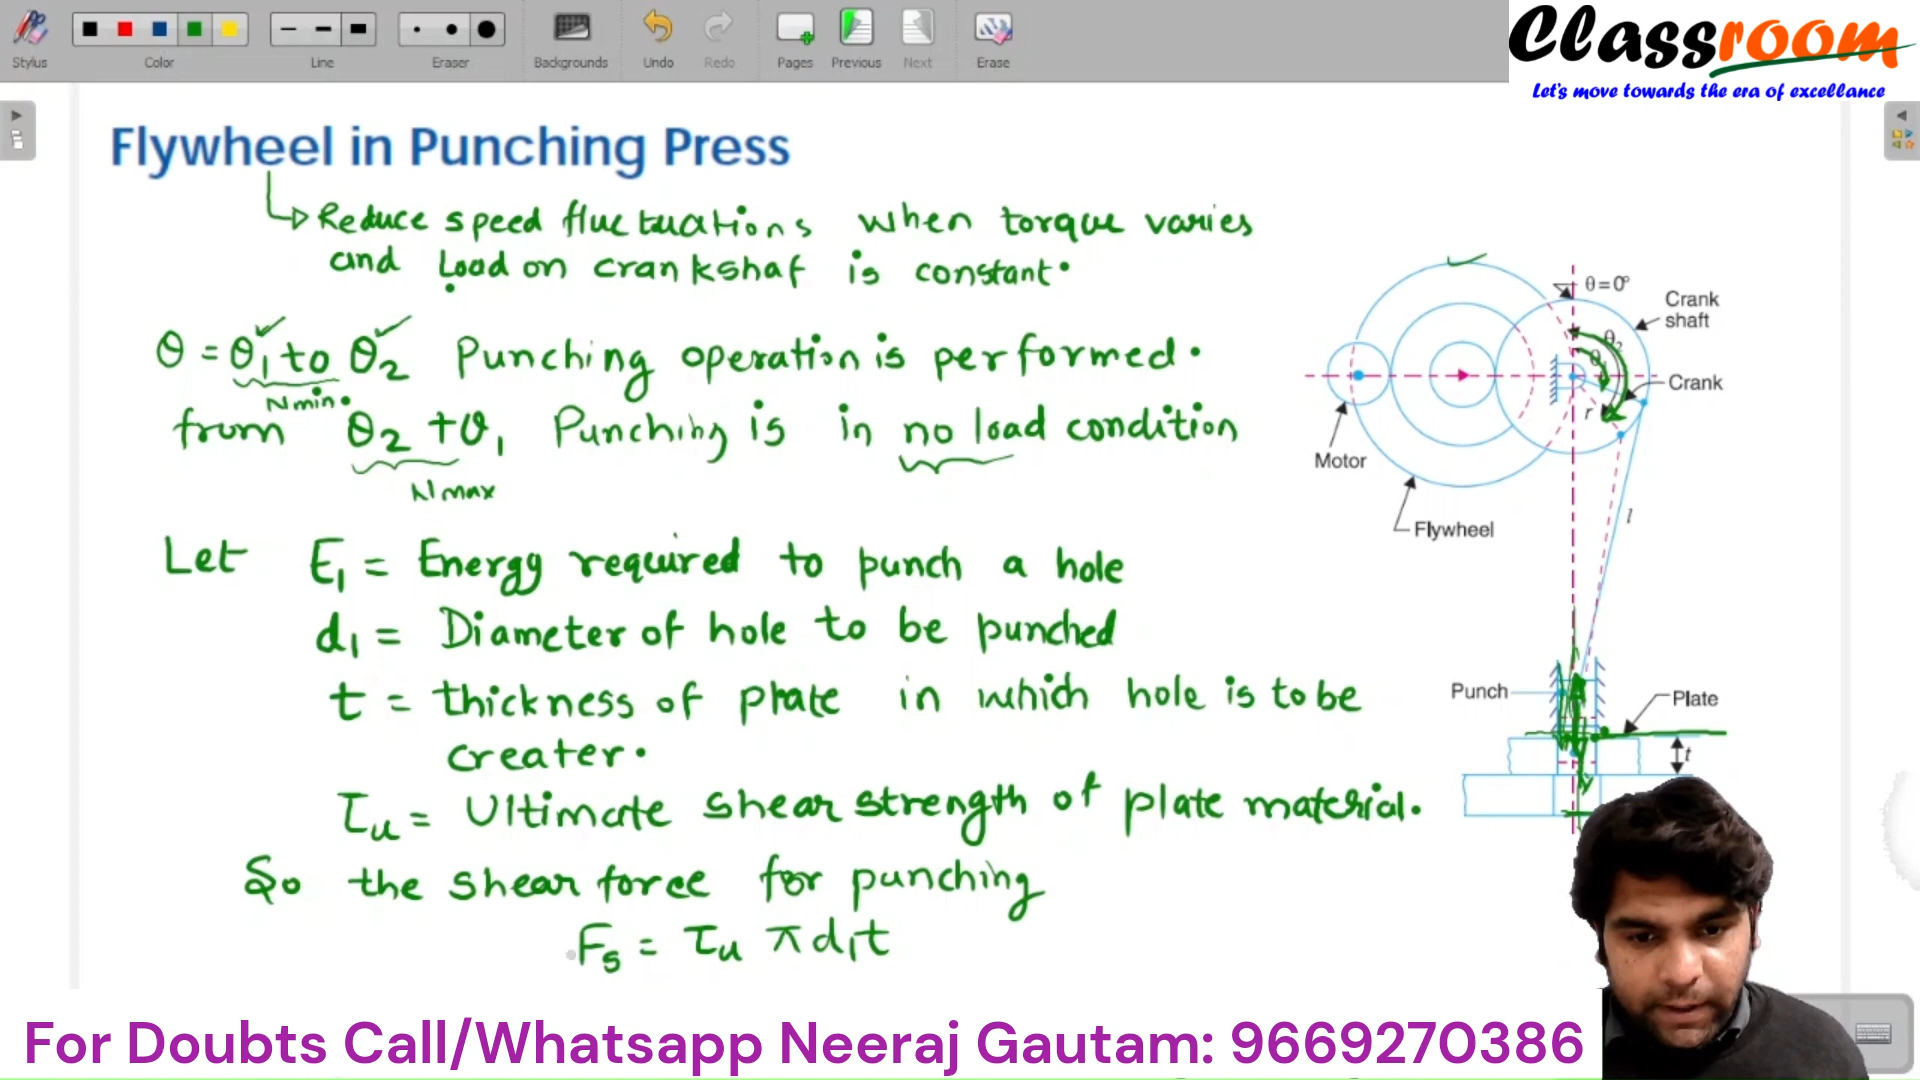 Stylus
Color
Line
Eraser
Backgrounds
Undo
Redo
Pages
Previous
Next
Erase
Classroom
Let's move towards the era of excellance
Flywheel in Punching Press
Reduce speed fluctuations when torque varies
and Load on crankshaf is constant.
θ = θ1 to θ2 Punching operation is performed.
Nmin.
from θ2 to θ1 Punching is in no load condition
Nmax
Let E1 = Energy required to punch a hole
d1 = Diameter of hole to be punched
t = thickness of plate in which hole is to be
creater.
τu = Ultimate shear strength of plate material.
So the shear force for punching
Fs = τu π d1t
θ = 0°
Crank
shaft
θ2
Crank
r
Motor
Flywheel
l
Punch
Plate
t
For Doubts Call/Whatsapp Neeraj Gautam: 9669270386